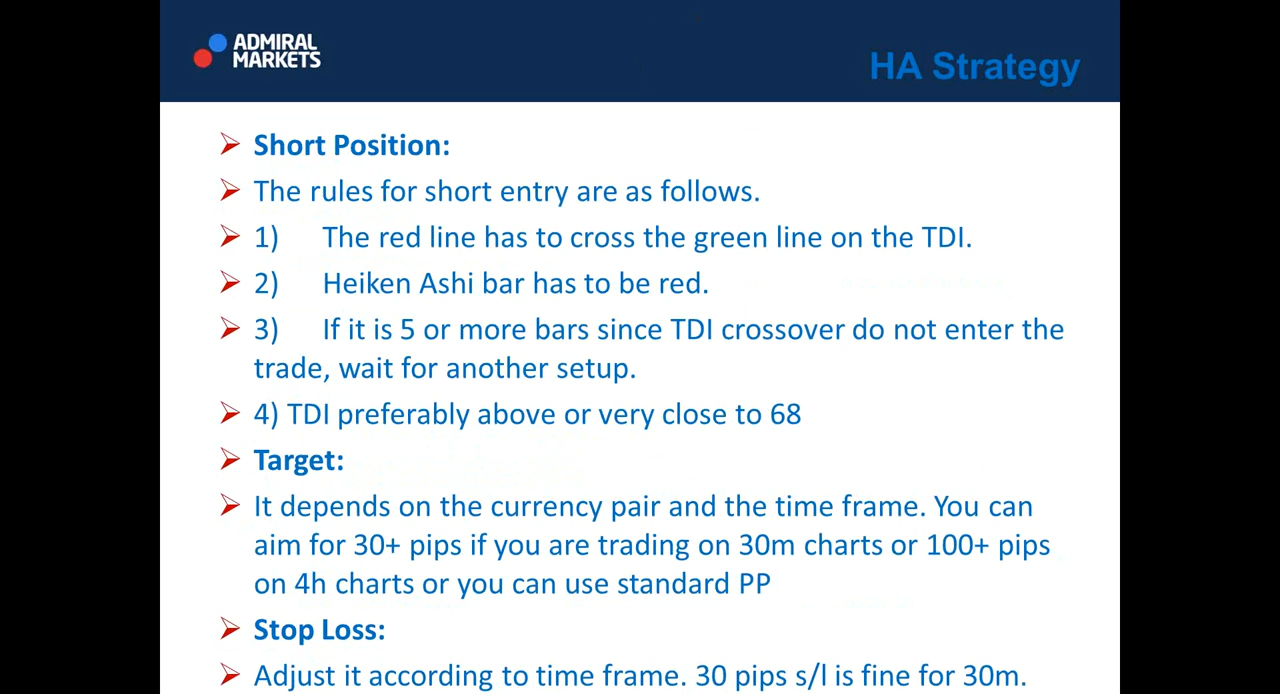 ADMIRAL
MARKETS
HA Strategy
Short Position:
The rules for short entry are as follows.
1) The red line has to cross the green line on the TDI.
2) Heiken Ashi bar has to be red.
3) If it is 5 or more bars since TDI crossover do not enter the
trade, wait for another setup.
4) TDI preferably above or very close to 68
Target:
It depends on the currency pair and the time frame. You can
aim for 30+ pips if you are trading on 30m charts or 100+ pips
on 4h charts or you can use standard PP
Stop Loss:
Adjust it according to time frame. 30 pips s/l is fine for 30m.